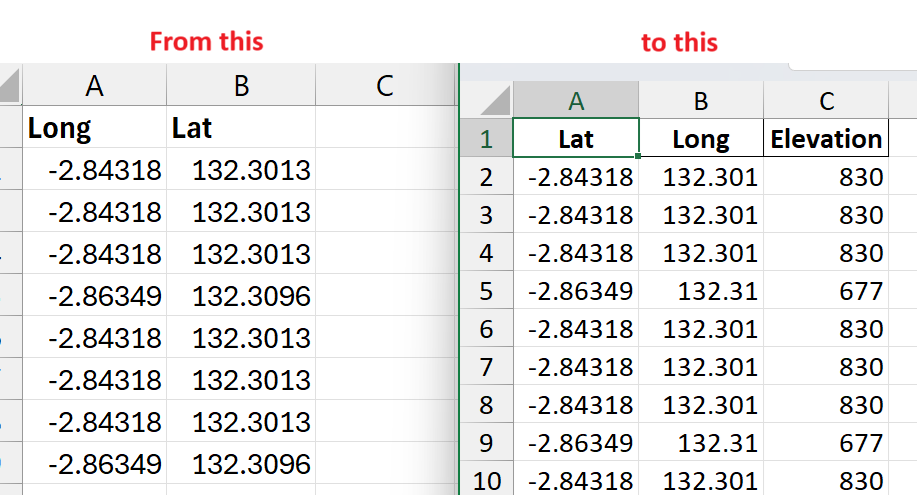 From this
to this
A B C
Long Lat
-2.84318 132.3013
-2.84318 132.3013
-2.84318 132.3013
-2.86349 132.3096
-2.84318 132.3013
-2.84318 132.3013
-2.84318 132.3013
-2.86349 132.3096
A B C
1 Lat Long Elevation
2 -2.84318 132.301 830
3 -2.84318 132.301 830
4 -2.84318 132.301 830
5 -2.86349 132.31 677
6 -2.84318 132.301 830
7 -2.84318 132.301 830
8 -2.84318 132.301 830
9 -2.86349 132.31 677
10 -2.84318 132.301 830